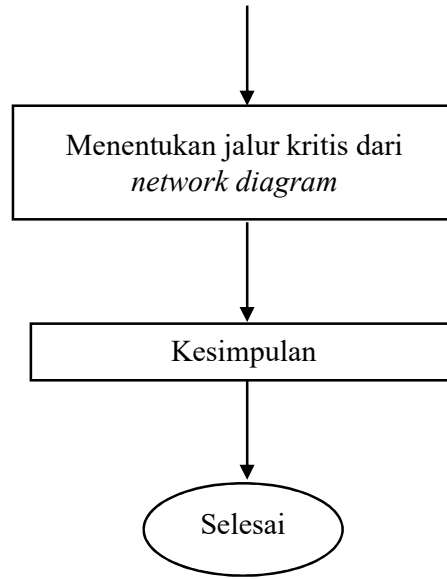 Menentukan jalur kritis dari
network diagram
Kesimpulan
Selesai